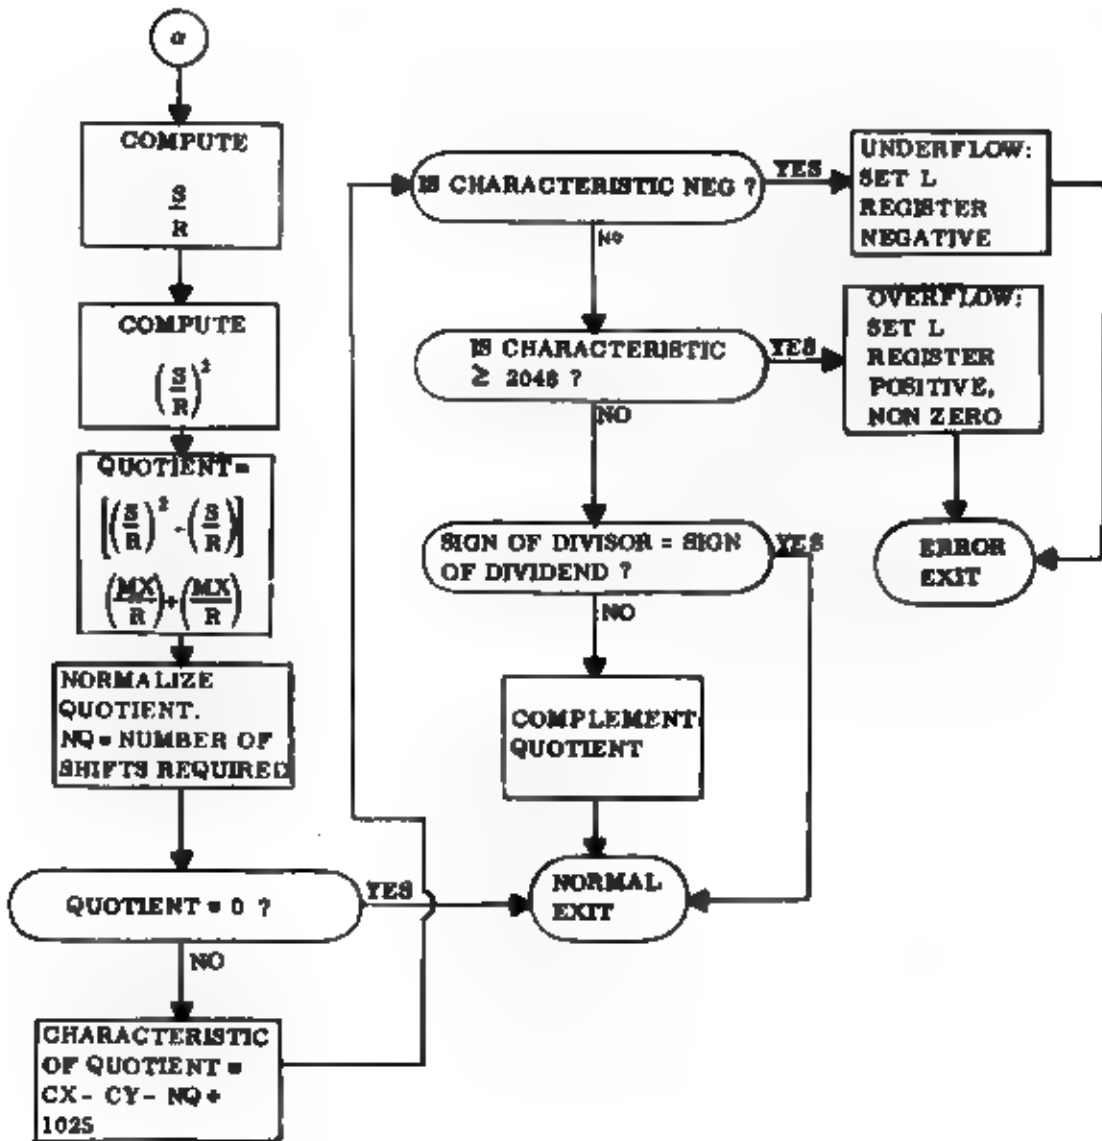 α
COMPUTE
S
R
COMPUTE
(S/R)²
QUOTIENT =
[(S/R)² - (S/R)]
(MX/R) + (MX/R)
NORMALIZE
QUOTIENT.
NQ = NUMBER OF
SHIFTS REQUIRED
QUOTIENT = 0 ?
YES
NO
CHARACTERISTIC
OF QUOTIENT =
CX - CY - NQ +
1025
IS CHARACTERISTIC NEG ?
YES
NO
UNDERFLOW:
SET L
REGISTER
NEGATIVE
IS CHARACTERISTIC
≥ 2048 ?
YES
NO
OVERFLOW:
SET L
REGISTER
POSITIVE,
NON ZERO
ERROR
EXIT
SIGN OF DIVISOR = SIGN
OF DIVIDEND ?
YES
NO
COMPLEMENT
QUOTIENT
NORMAL
EXIT